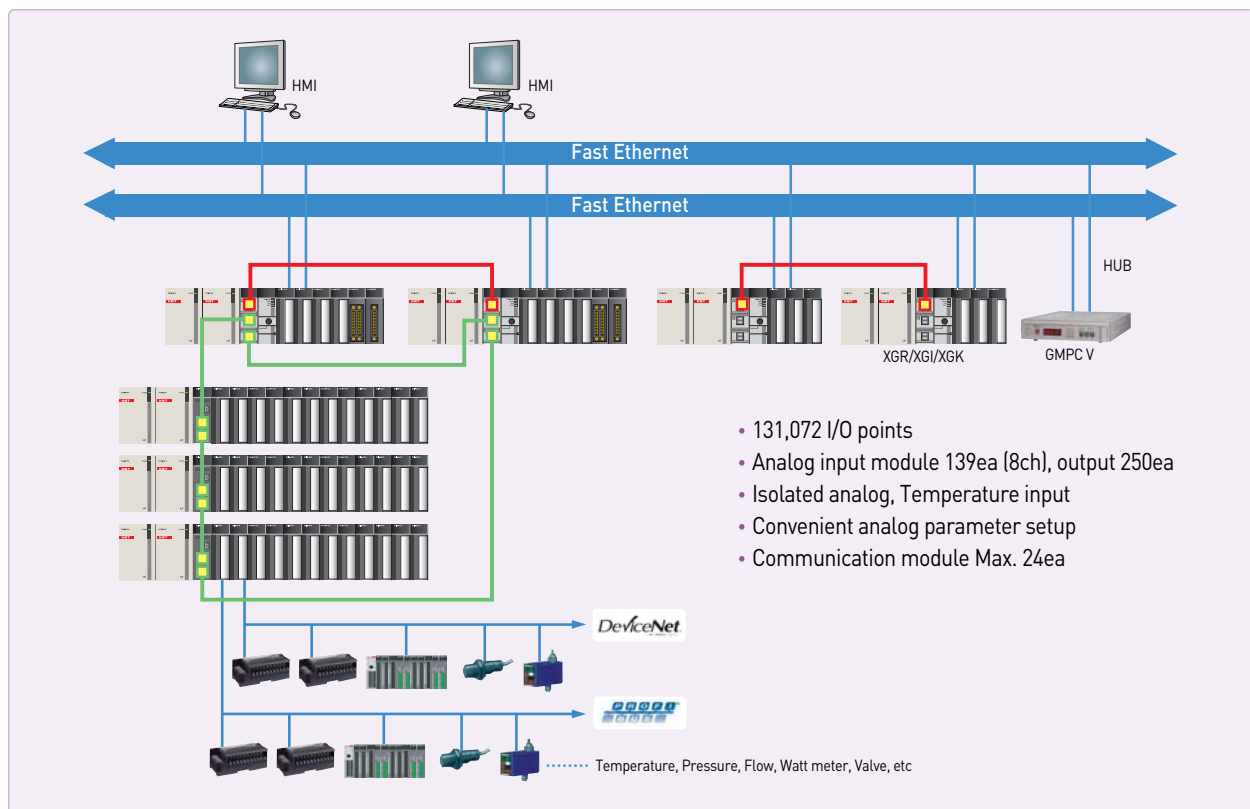 HMI
HMI
Fast Ethernet
Fast Ethernet
HUB
XGR/XGI/XGK
GMPC V
• 131,072 I/O points
• Analog input module 139ea (8ch), output 250ea
• Isolated analog, Temperature input
• Convenient analog parameter setup
• Communication module Max. 24ea
DeviceNet
PROFI
BUS
Temperature, Pressure, Flow, Watt meter, Valve, etc